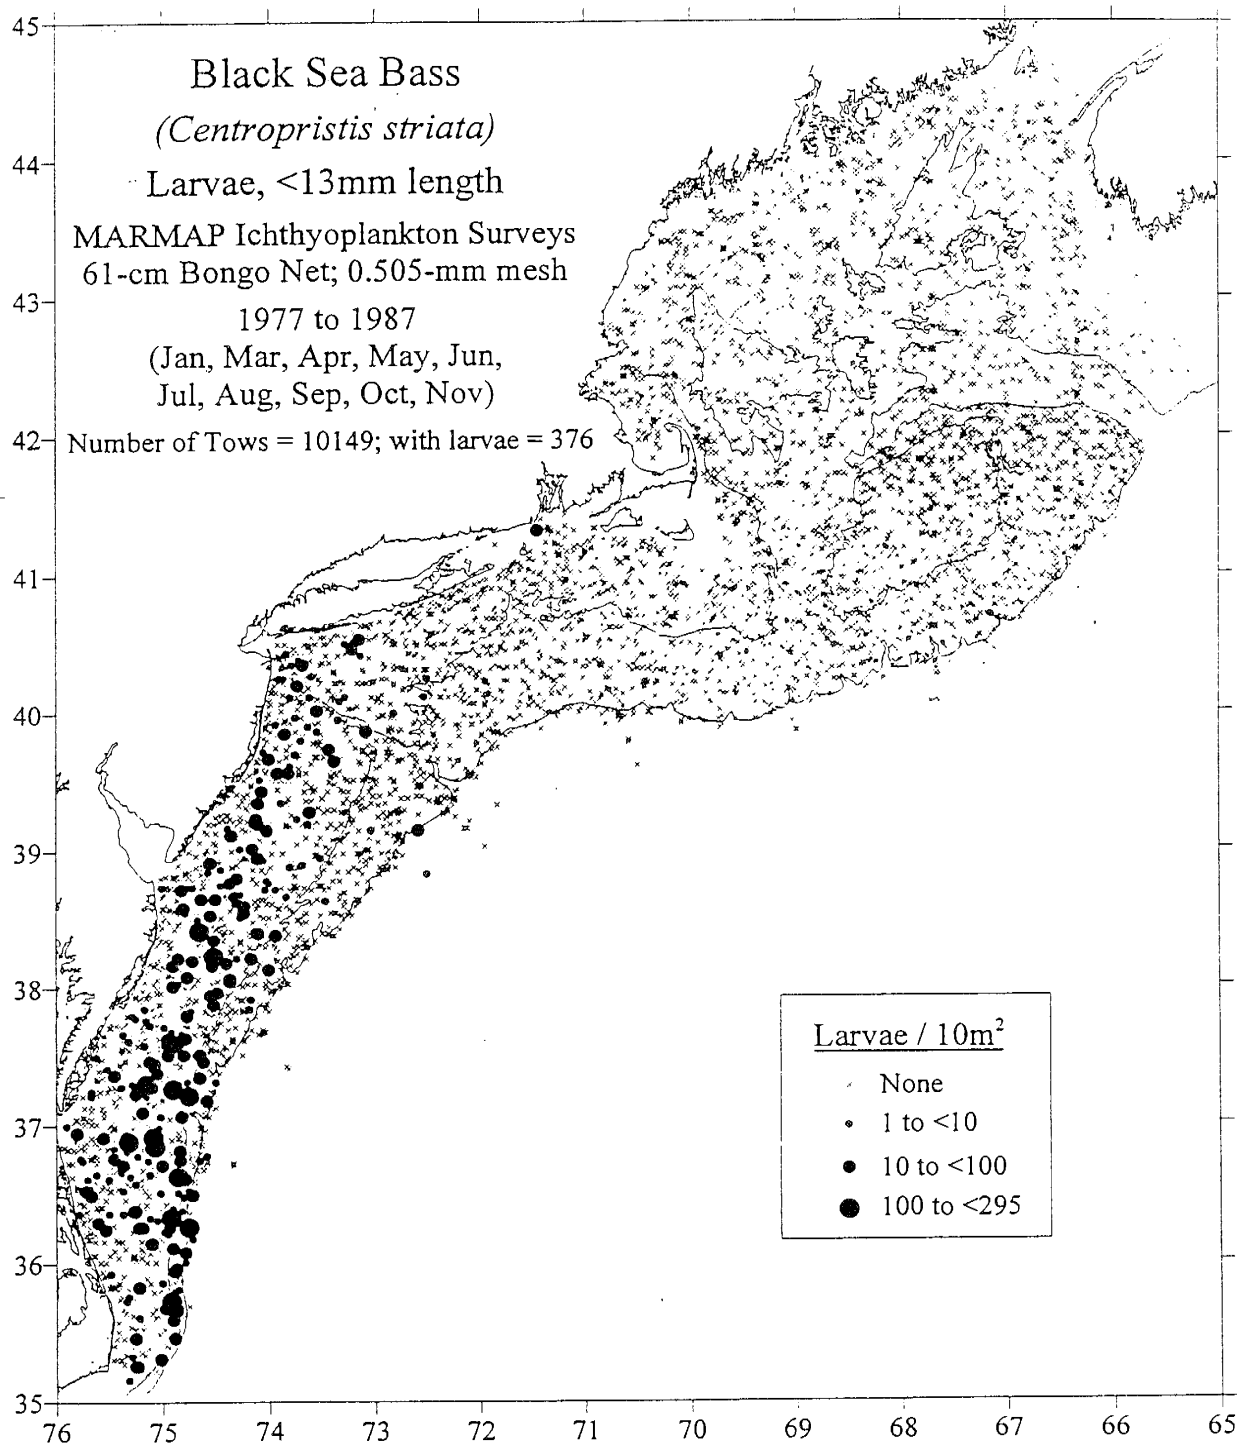 Black Sea Bass
(Centropristis striata)
Larvae, <13mm length
MARMAP Ichthyoplankton Surveys
61-cm Bongo Net; 0.505-mm mesh
1977 to 1987
(Jan, Mar, Apr, May, Jun,
Jul, Aug, Sep, Oct, Nov)
Number of Tows = 10149; with larvae = 376
45
44
43
42
41
40
39
38
37
36
35
Larvae / 10m²
None
1 to <10
10 to <100
100 to <295
76 75 74 73 72 71 70 69 68 67 66 65